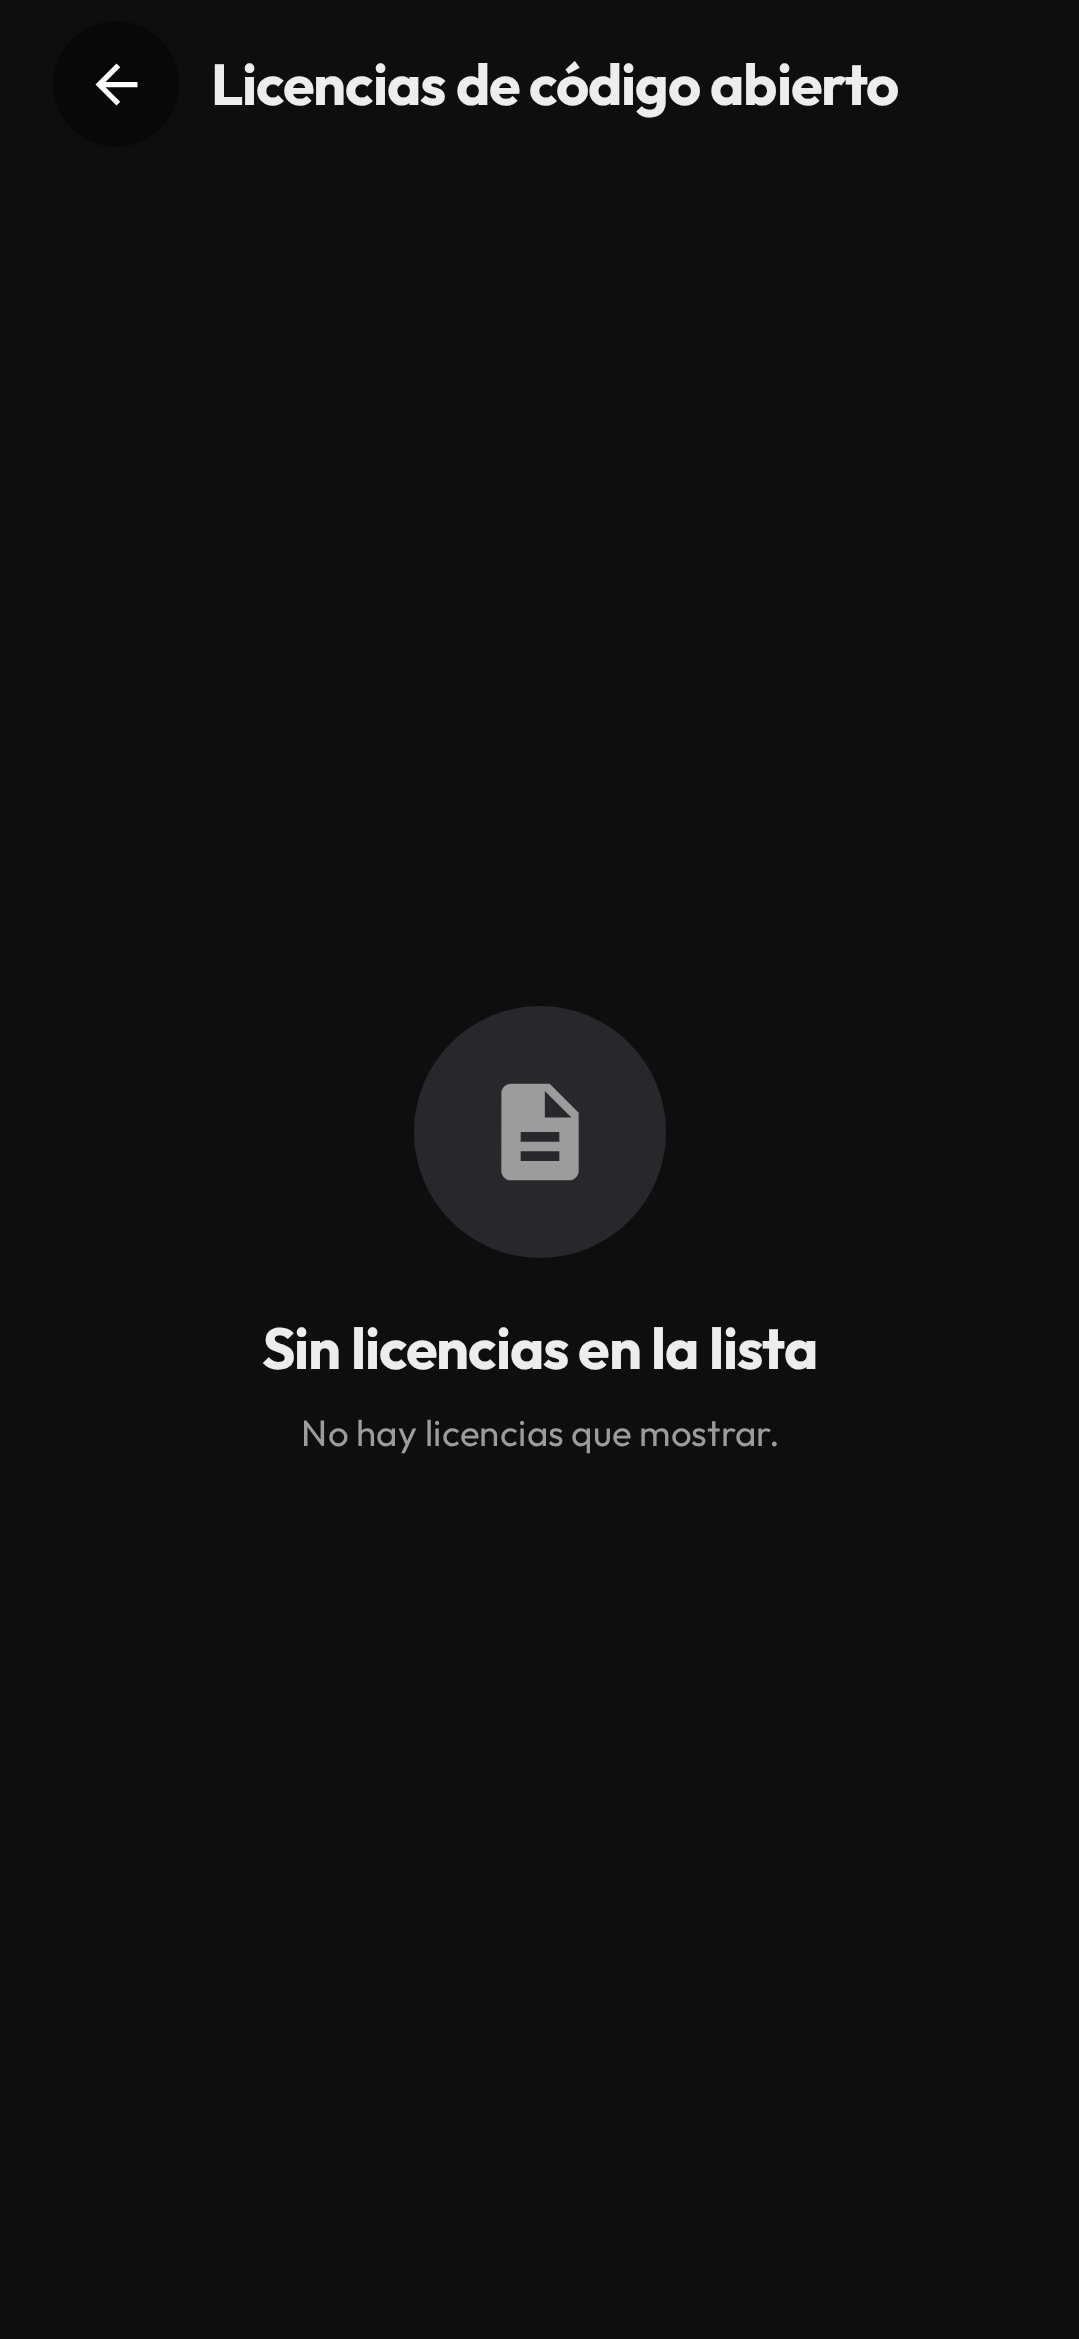 Licencias de código abierto
Sin licencias en la lista
No hay licencias que mostrar.